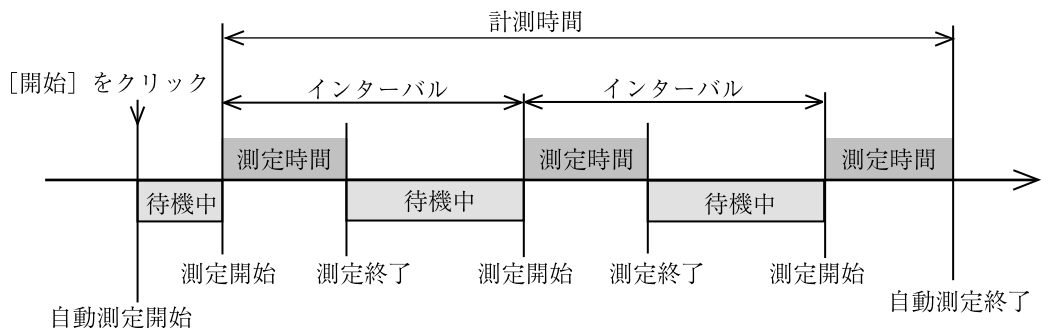 計測時間
［開始］をクリック
インターバル
インターバル
測定時間
測定時間
測定時間
待機中
待機中
待機中
測定開始
測定終了
測定開始
測定終了
測定開始
自動測定開始
自動測定終了